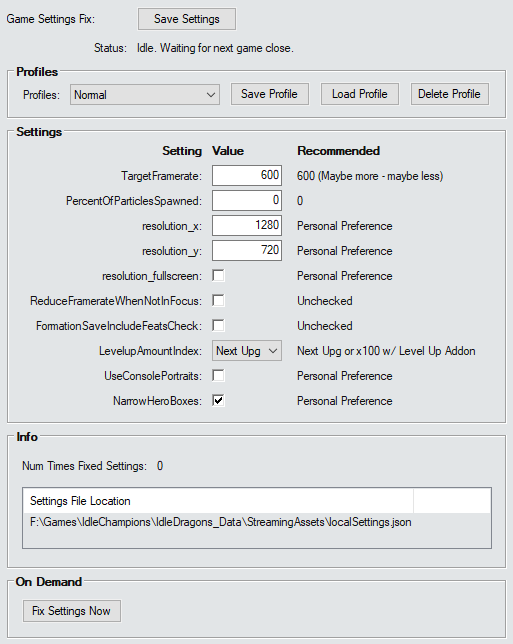 Game Settings Fix: Save Settings
Status: Idle. Waiting for next game close.
Profiles
Profiles: Normal Save Profile Load Profile Delete Profile
Settings
Setting Value Recommended
TargetFramerate: 600 600 (Maybe more - maybe less)
PercentOfParticlesSpawned: 0 0
resolution_x: 1280 Personal Preference
resolution_y: 720 Personal Preference
resolution_fullscreen: Personal Preference
ReduceFramerateWhenNotInFocus: Unchecked
FormationSaveIncludeFeatsCheck: Unchecked
LevelupAmountIndex: Next Upg Next Upg or x100 w/ Level Up Addon
UseConsolePortraits: Personal Preference
NarrowHeroBoxes: Personal Preference
Info
Num Times Fixed Settings: 0
Settings File Location
F:\Games\IdleChampions\IdleDragons_Data\StreamingAssets\localSettings.json
On Demand
Fix Settings Now